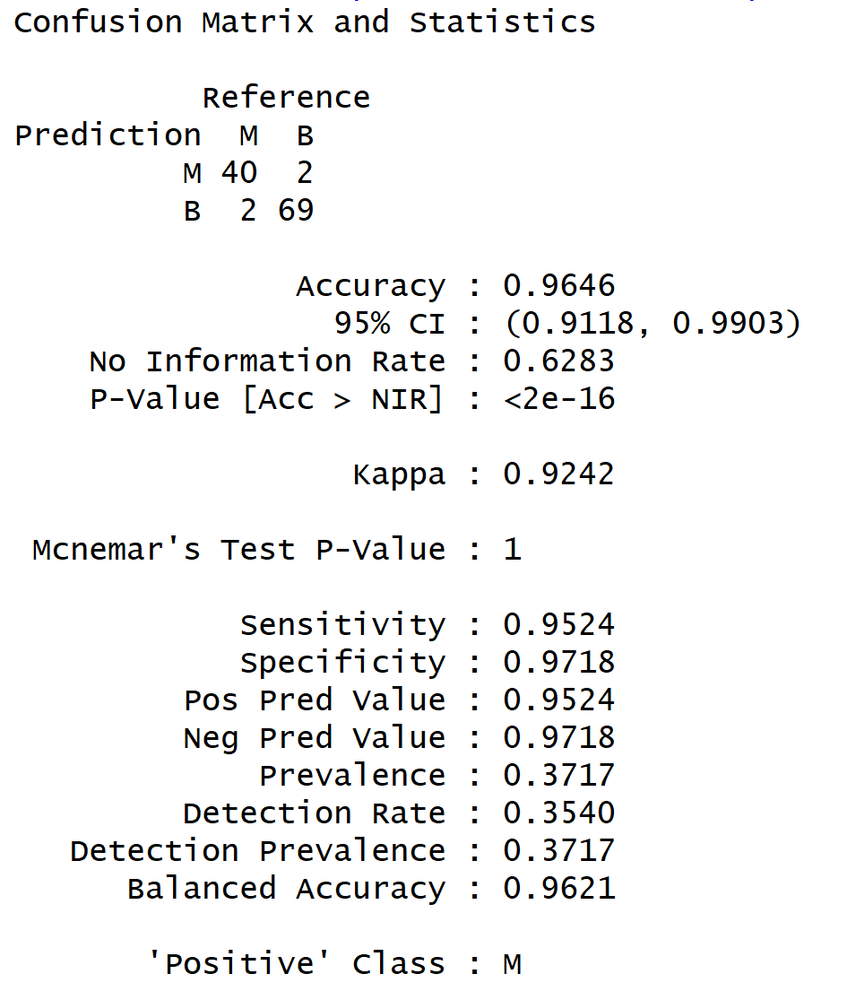 Confusion Matrix and Statistics
Reference
Prediction M B
M 40 2
B 2 69
Accuracy : 0.9646
95% CI : (0.9118, 0.9903)
No Information Rate : 0.6283
P-Value [Acc > NIR] : <2e-16
Kappa : 0.9242
Mcnemar's Test P-Value : 1
Sensitivity : 0.9524
Specificity : 0.9718
Pos Pred Value : 0.9524
Neg Pred Value : 0.9718
Prevalence : 0.3717
Detection Rate : 0.3540
Detection Prevalence : 0.3717
Balanced Accuracy : 0.9621
'Positive' Class : M